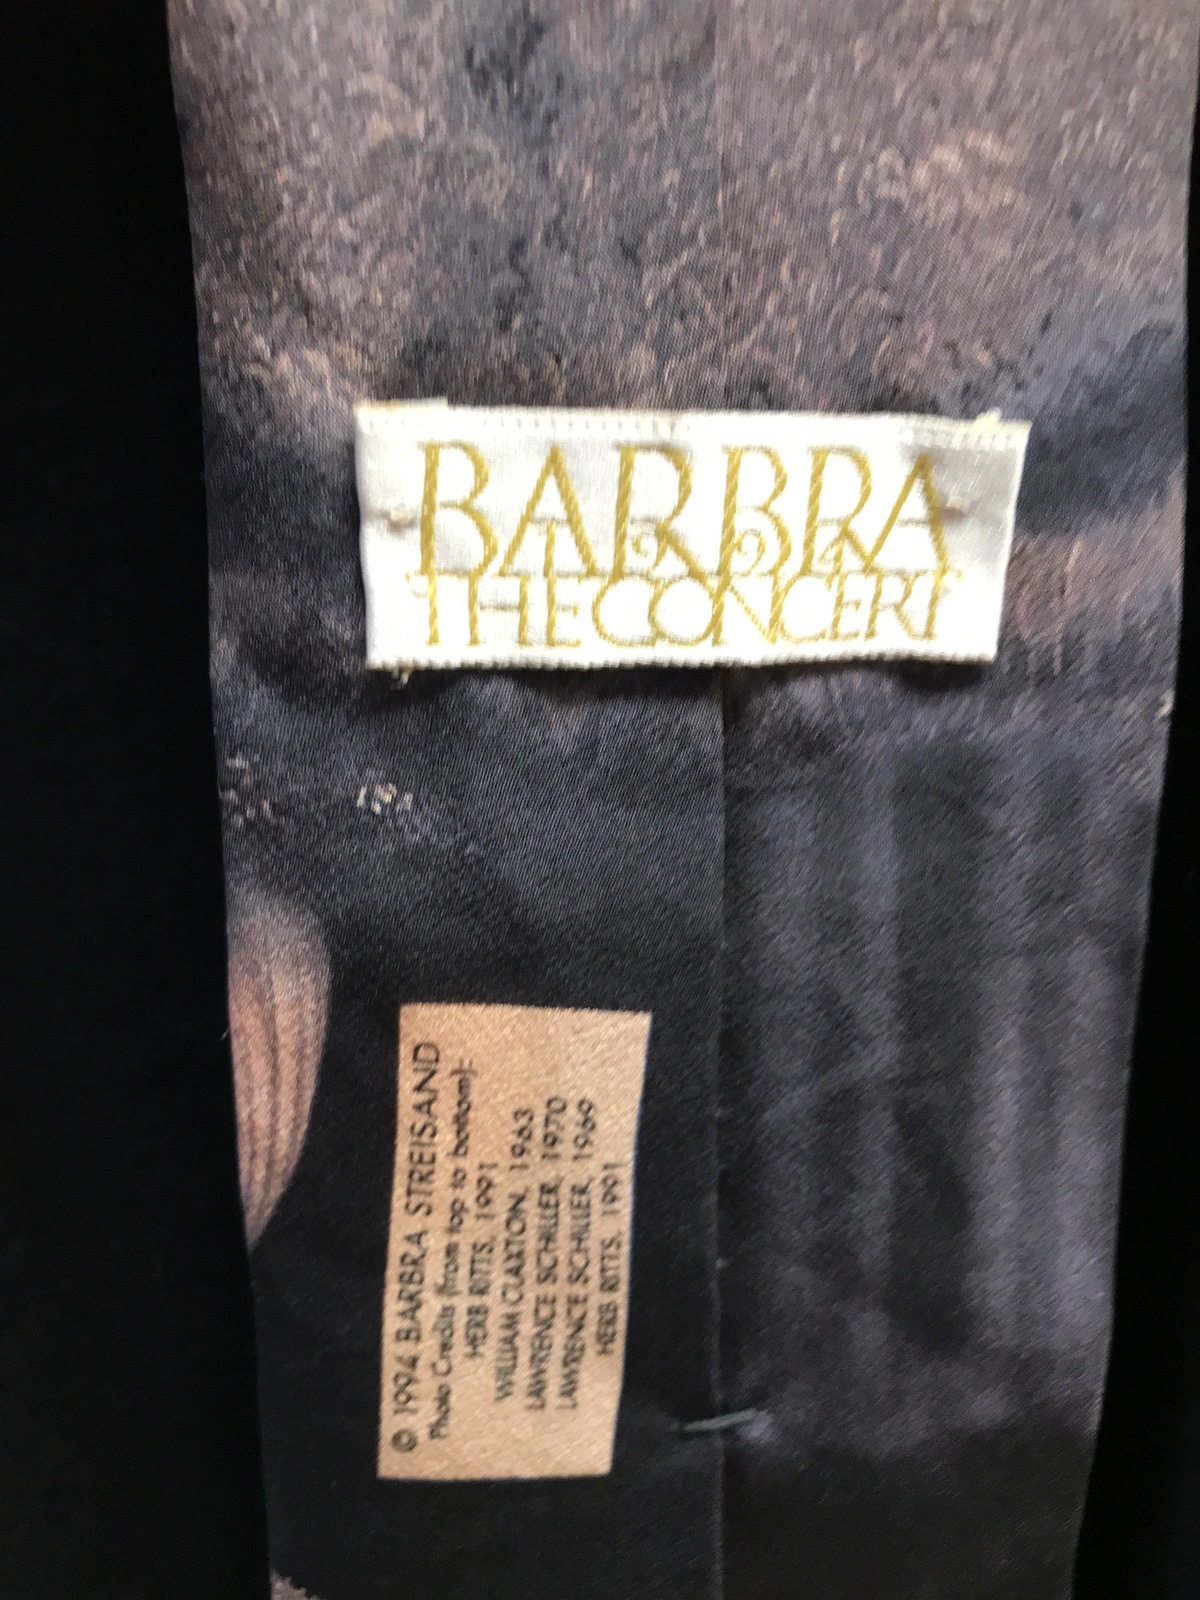 BARBRA
1994
THE CONCERT
© 1994 BARBRA STREISAND
Photo Credits (from top to bottom):
HERB RITTS, 1991
WILLIAM CLAXTON, 1963
LAWRENCE SCHILLER, 1970
LAWRENCE SCHILLER, 1969
HERB RITTS, 1991